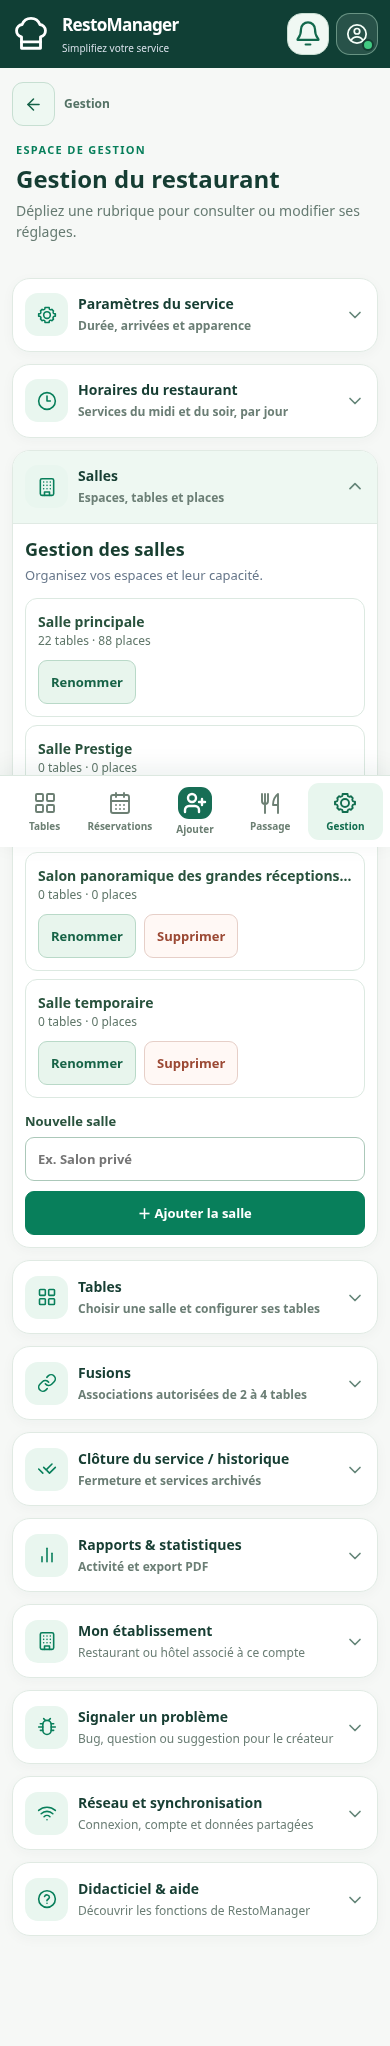 RestoManager
Simplifiez votre service
Gestion
ESPACE DE GESTION
Gestion du restaurant
Dépliez une rubrique pour consulter ou modifier ses
réglages.
Paramètres du service
Durée, arrivées et apparence
Horaires du restaurant
Services du midi et du soir, par jour
Salles
Espaces, tables et places
Gestion des salles
Organisez vos espaces et leur capacité.
Salle principale
22 tables · 88 places
Renommer
Salle Prestige
0 tables · 0 places
Tables
Réservations
Ajouter
Passage
Gestion
Salon panoramique des grandes réceptions...
0 tables · 0 places
Renommer
Supprimer
Salle temporaire
0 tables · 0 places
Renommer
Supprimer
Nouvelle salle
Ex. Salon privé
+ Ajouter la salle
Tables
Choisir une salle et configurer ses tables
Fusions
Associations autorisées de 2 à 4 tables
Clôture du service / historique
Fermeture et services archivés
Rapports & statistiques
Activité et export PDF
Mon établissement
Restaurant ou hôtel associé à ce compte
Signaler un problème
Bug, question ou suggestion pour le créateur
Réseau et synchronisation
Connexion, compte et données partagées
Didacticiel & aide
Découvrir les fonctions de RestoManager